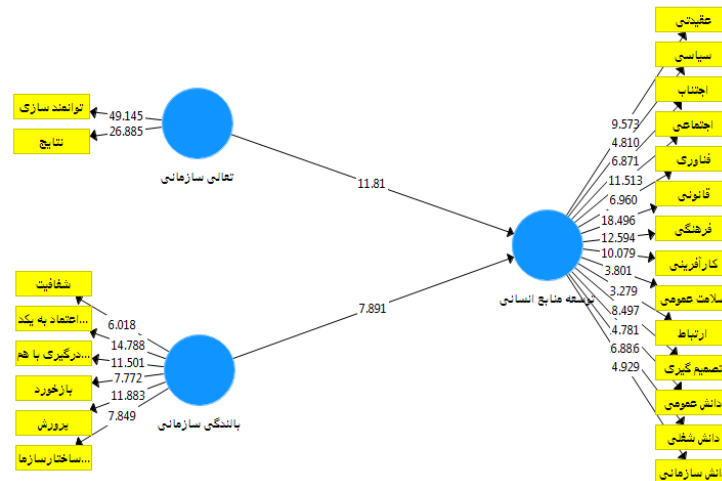 توانمند سازی
نتایج
49.145
26.885
تعالی سازمانی
11.81
شفافیت
اعتماد به یکد...
درگیری با هم...
بازخورد
پرورش
ساختارسازما...
6.018
14.788
11.501
7.772
11.883
7.849
بالندگی سازمانی
7.891
توسعه منابع انسانی
9.573
4.810
6.871
11.513
6.960
18.496
12.594
10.079
3.801
3.279
8.497
4.781
6.886
4.929
عقیدتی
سیاسی
اجتناب
اجتماعی
فناوری
قانونی
فرهنگی
کارآفرینی
سلامت عمومی
ارتباط
تصمیم گیری
دانش عمومی
دانش شغلی
دانش سازمانی